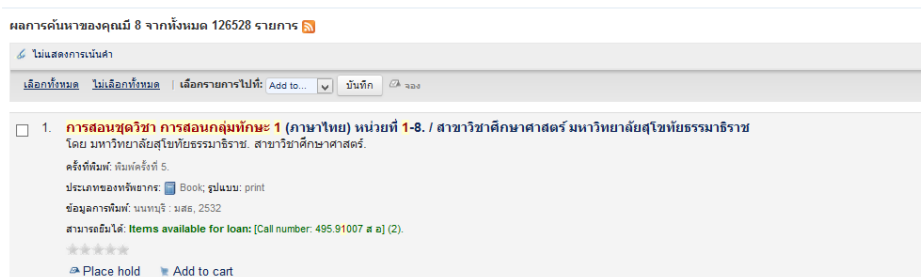 ผลการค้นหาของคุณมี 8 จากทั้งหมด 126528 รายการ
ไม่แสดงการเน้นคำ
เลือกทั้งหมด ไม่เลือกทั้งหมด | เลือกรายการไปที่: Add to... บันทึก จอง
1. การสอนชุดวิชา การสอนกลุ่มทักษะ 1 (ภาษาไทย) หน่วยที่ 1-8. / สาขาวิชาศึกษาศาสตร์ มหาวิทยาลัยสุโขทัยธรรมาธิราช
โดย มหาวิทยาลัยสุโขทัยธรรมาธิราช. สาขาวิชาศึกษาศาสตร์.
ครั้งที่พิมพ์: พิมพ์ครั้งที่ 5.
ประเภทของทรัพยากร: Book; รูปแบบ: print
ข้อมูลการพิมพ์: นนทบุรี : มสธ, 2532
สามารถยืมได้: Items available for loan: [Call number: 495.91007 ส อ] (2).
Place hold Add to cart